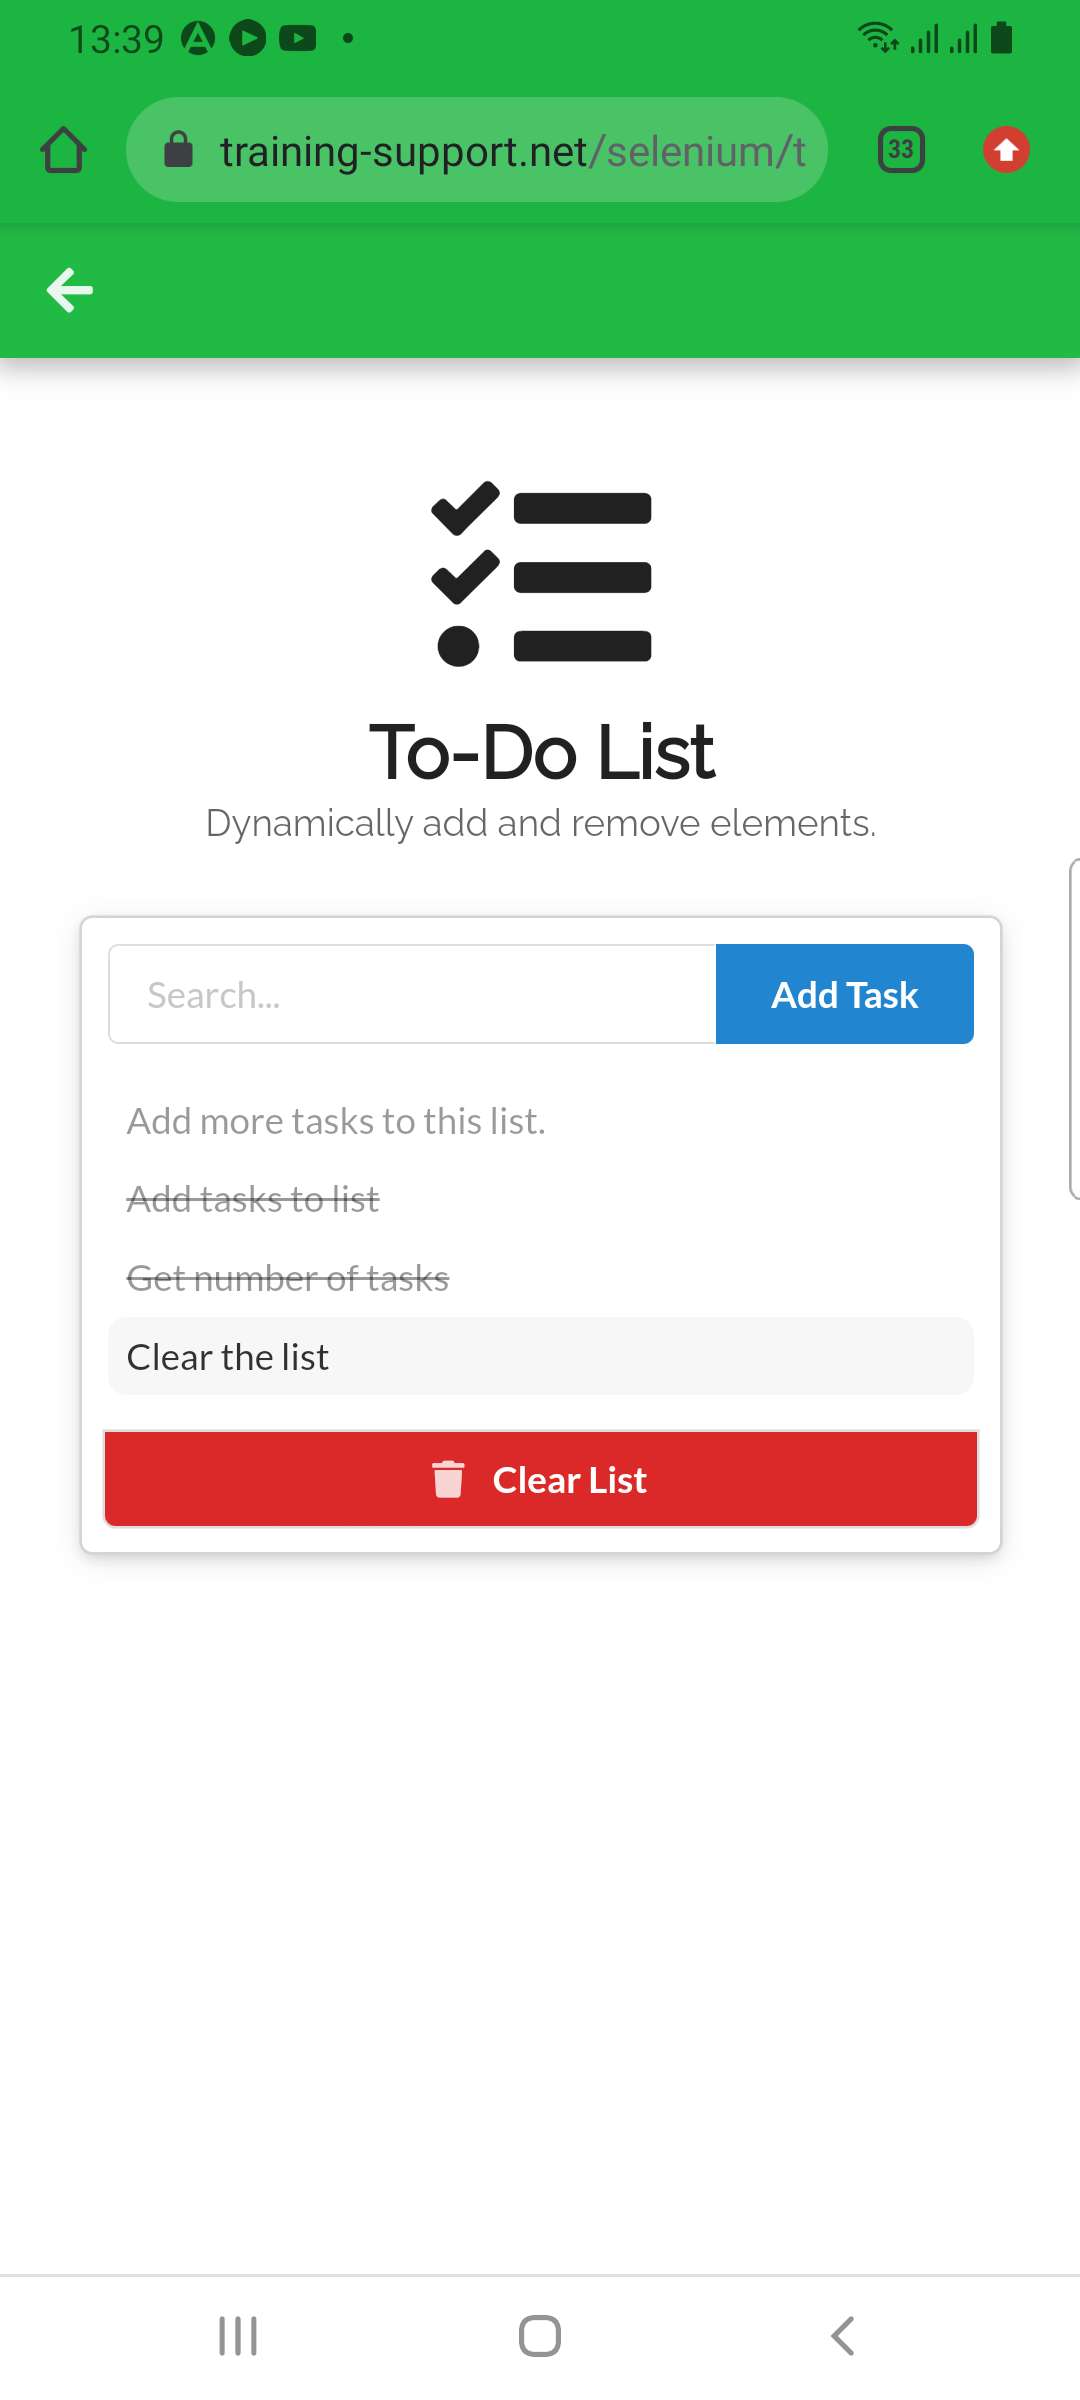 13:39
training-support.net/selenium/t
33
To-Do List
Dynamically add and remove elements.
Search...
Add Task
Add more tasks to this list.
Add tasks to list
Get number of tasks
Clear the list
Clear List